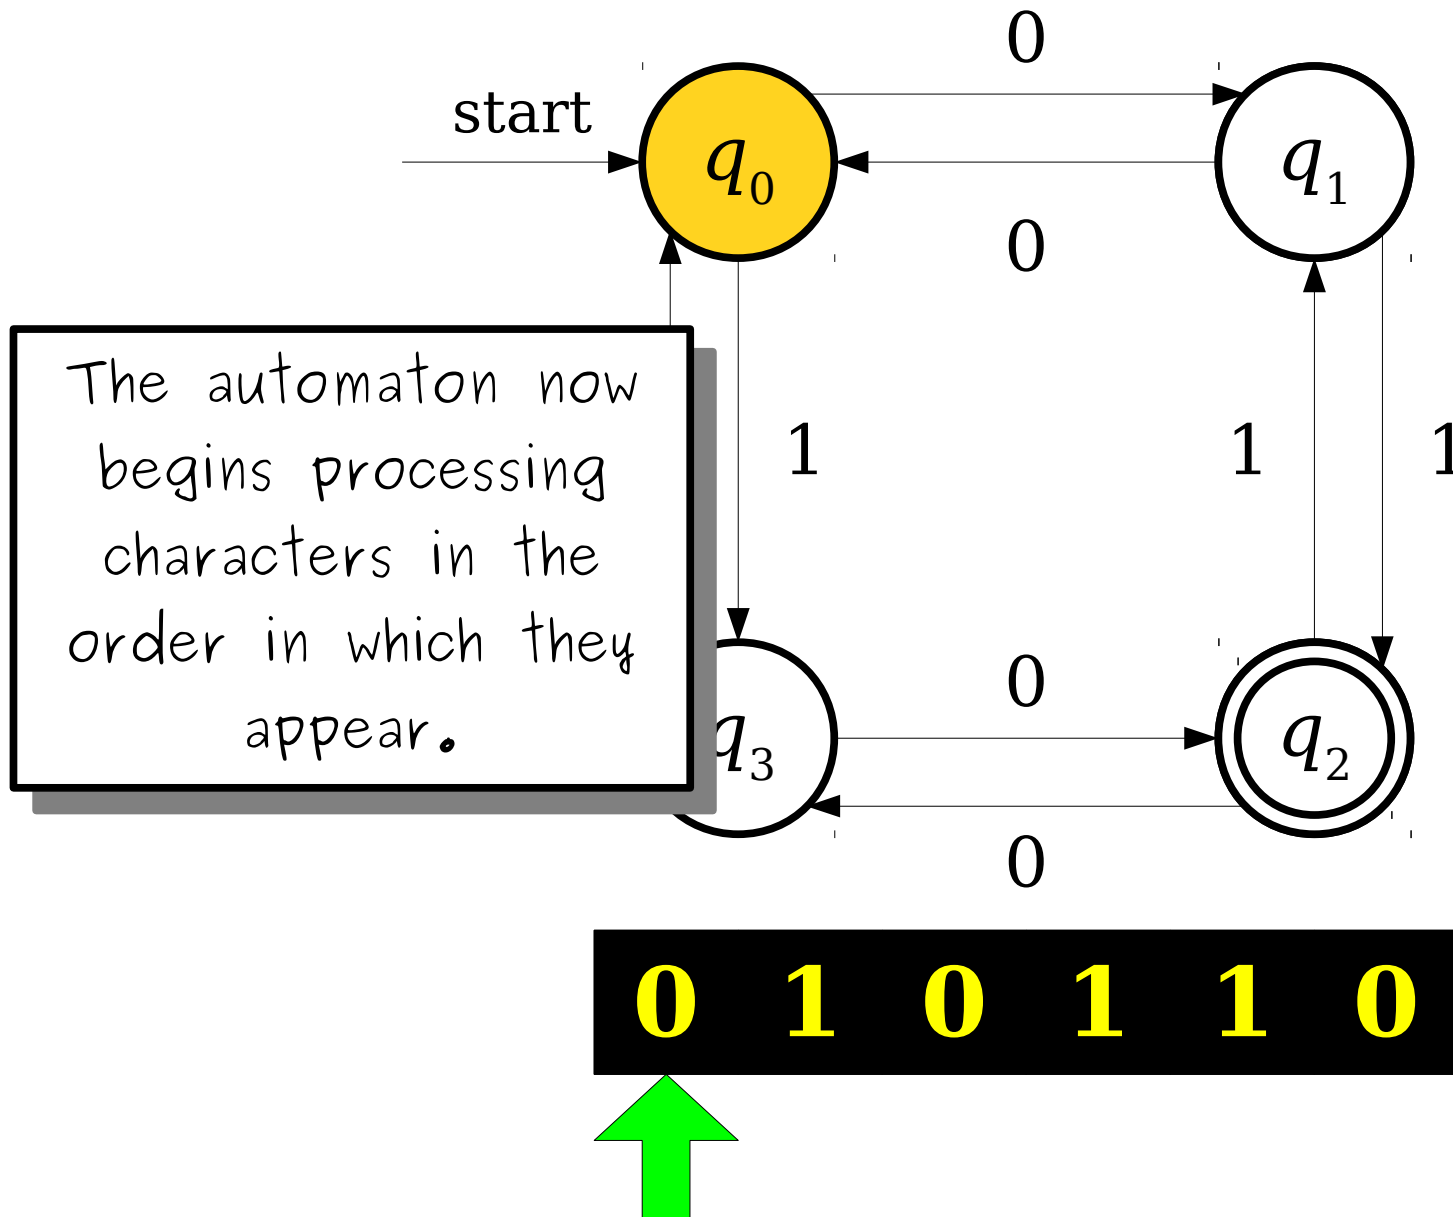 0
start
q0
q1
0
The automaton now
begins processing
characters in the
order in which they
appear.
1
1
1
0
q3
q2
0
0 1 0 1 1 0